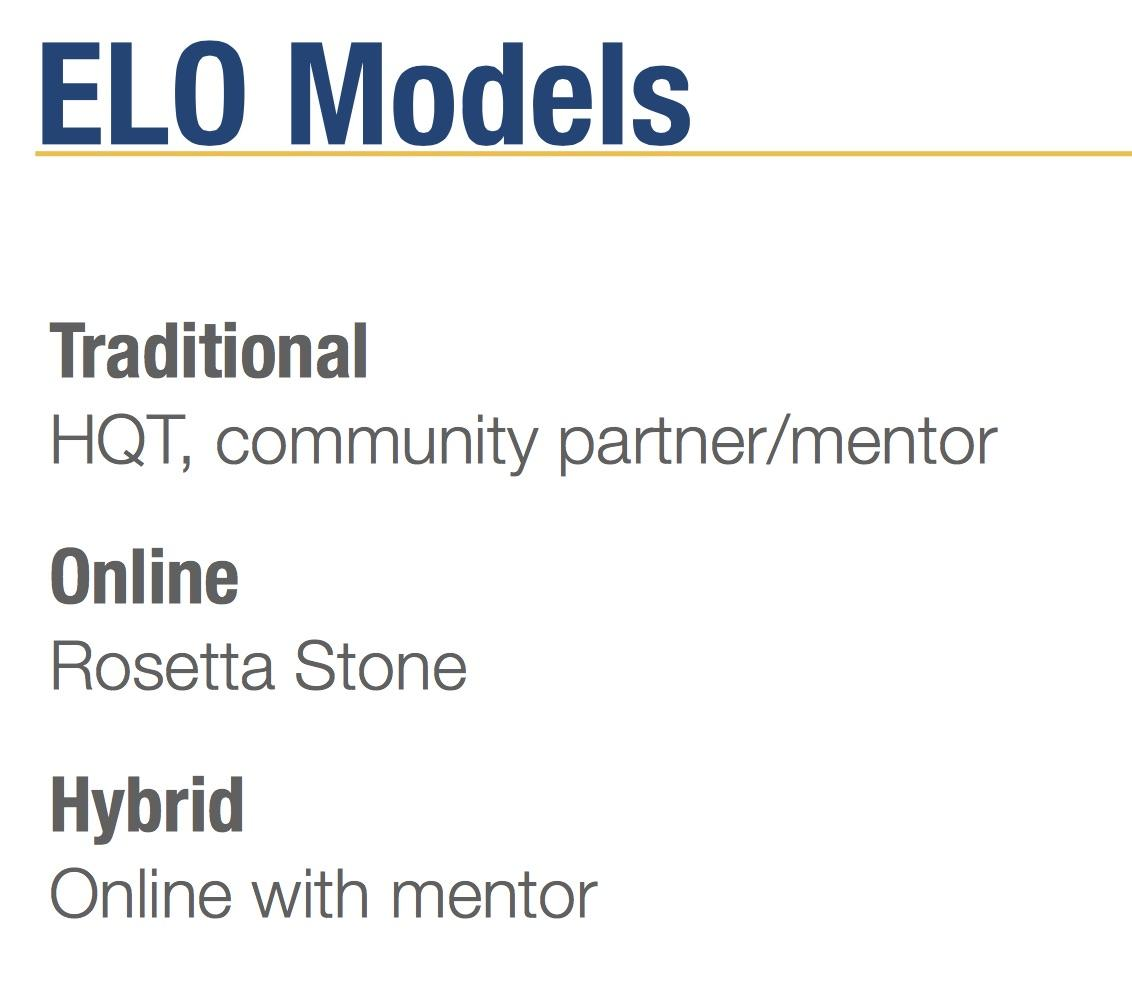 ELO Models
Traditional
HQT, community partner/mentor
Online
Rosetta Stone
Hybrid
Online with mentor